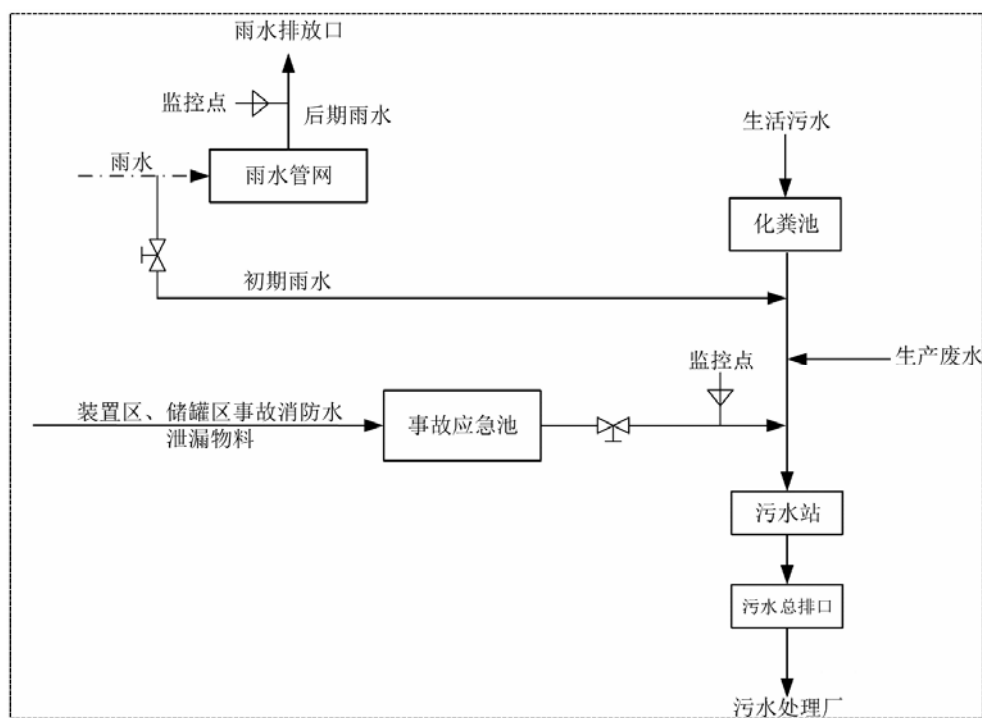 雨水排放口
监控点
后期雨水
生活污水
雨水
雨水管网
化粪池
初期雨水
监控点
生产废水
装置区、储罐区事故消防水
泄漏物料
事故应急池
污水站
污水总排口
污水处理厂